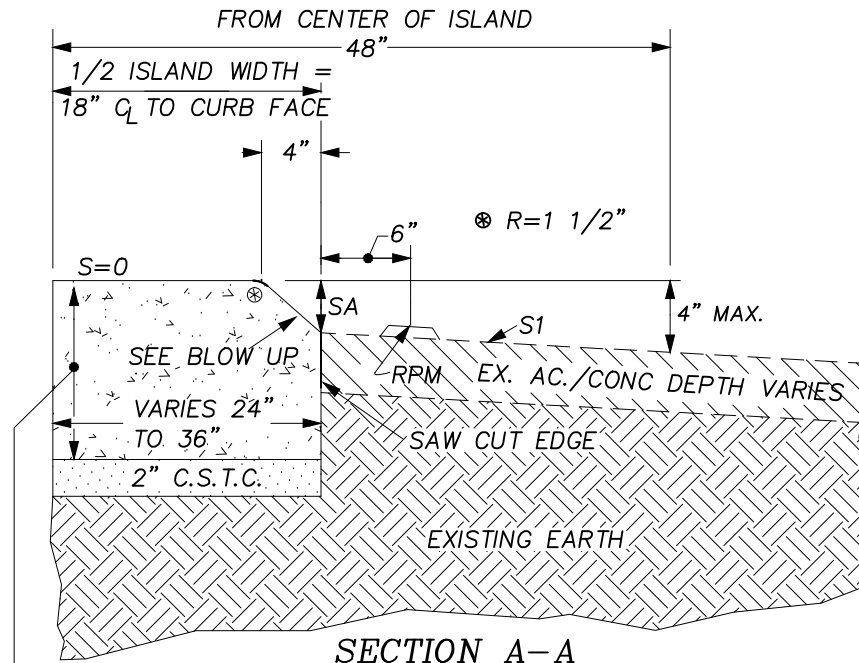 FROM CENTER OF ISLAND
48"
1/2 ISLAND WIDTH =
18" CL TO CURB FACE
4"
6"
⊛ R=1 1/2"
S=0
⊛
SA
S1
4" MAX.
SEE BLOW UP
RPM
EX. AC./CONC DEPTH VARIES
VARIES 24"
TO 36"
SAW CUT EDGE
2" C.S.T.C.
EXISTING EARTH
SECTION A-A